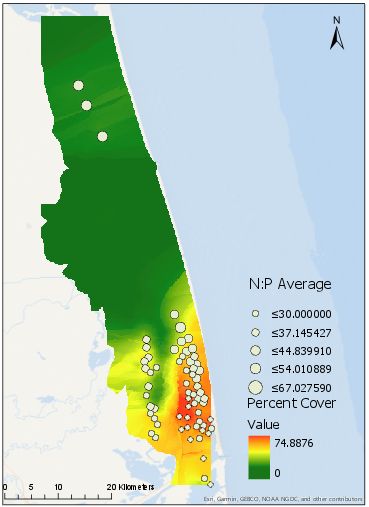 N
N:P Average
≤30.000000
≤37.145427
≤44.839910
≤54.010889
≤67.027590
Percent Cover
Value
74.8876
0
0 5 10 20 Kilometers
Esri, Garmin, GEBCO, NOAA NGDC, and other contributors